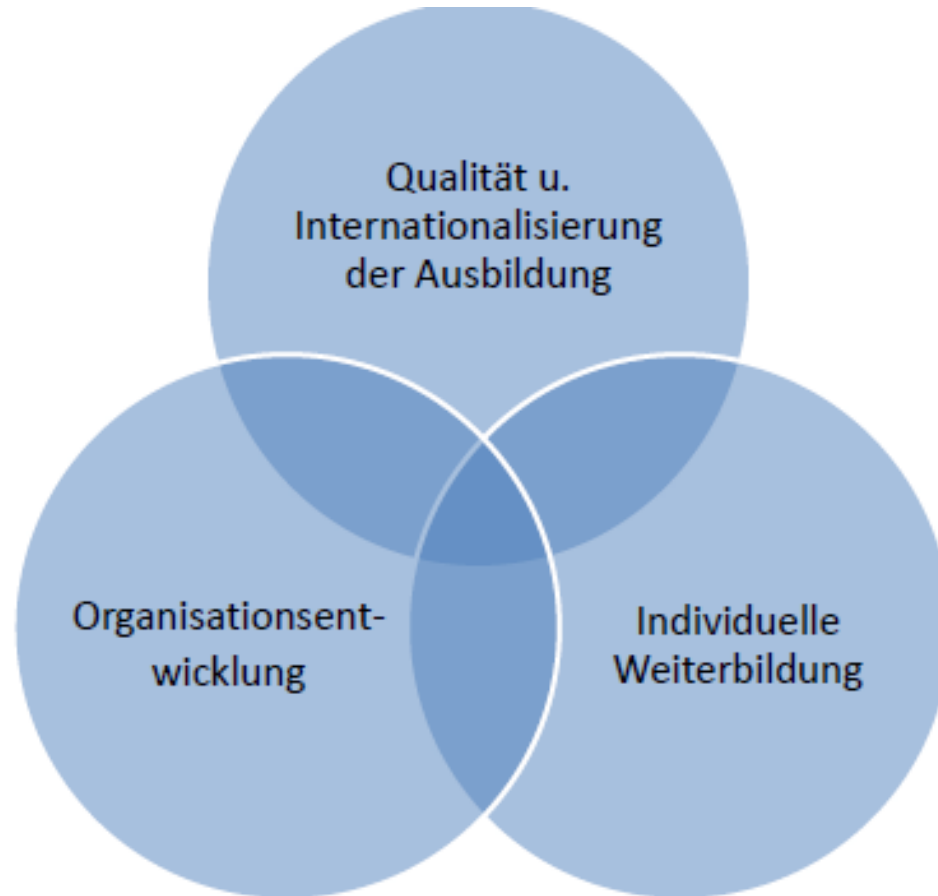 Qualität u.
Internationalisierung
der Ausbildung
Organisationsent-
wicklung
Individuelle
Weiterbildung